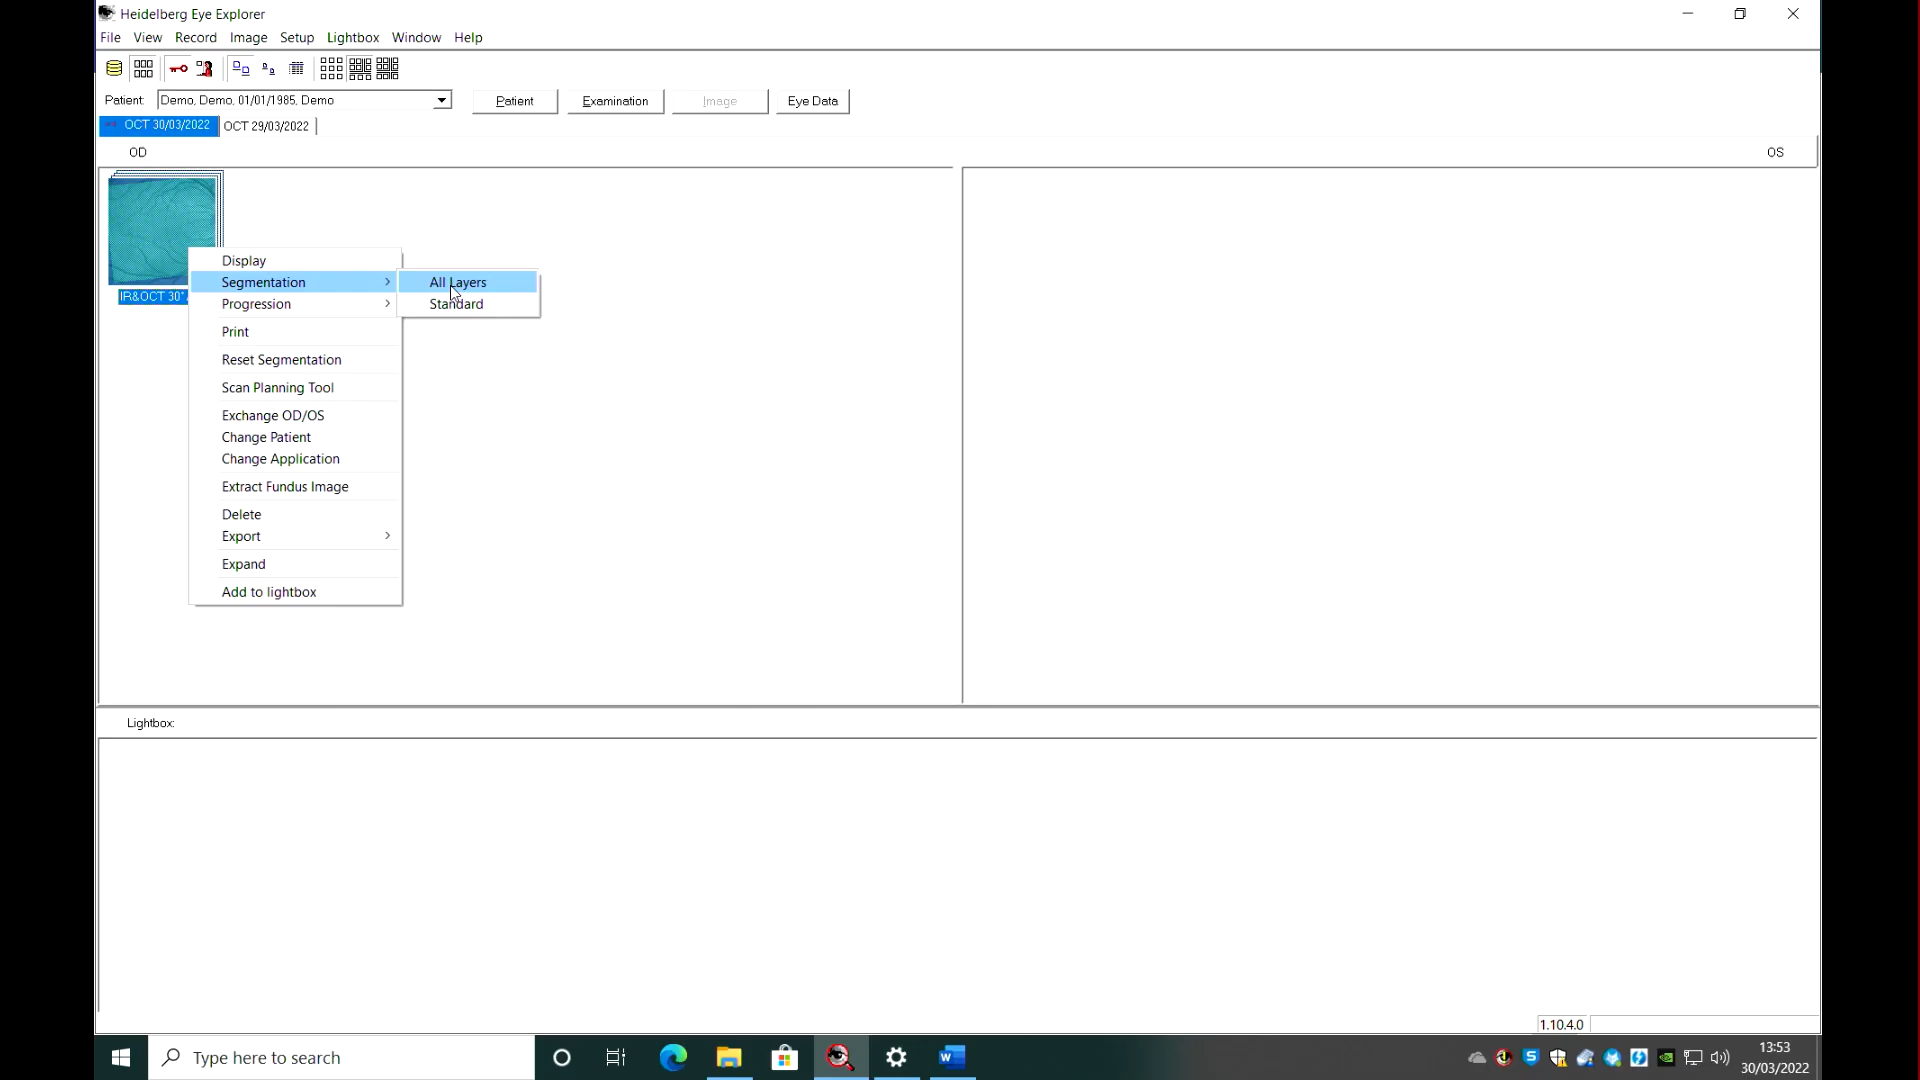 Heidelberg Eye Explorer
File View Record Image Setup Lightbox Window Help
Patient: Demo, Demo, 01/01/1985, Demo Patient Examination Image Eye Data
OCT 30/03/2022 OCT 29/03/2022
OD OS
Display
Segmentation > All Layers
Standard
IR&OCT 30°
Progression >
Print
Reset Segmentation
Scan Planning Tool
Exchange OD/OS
Change Patient
Change Application
Extract Fundus Image
Delete
Export >
Expand
Add to lightbox
Lightbox:
1.10.4.0
Type here to search
13:53
30/03/2022